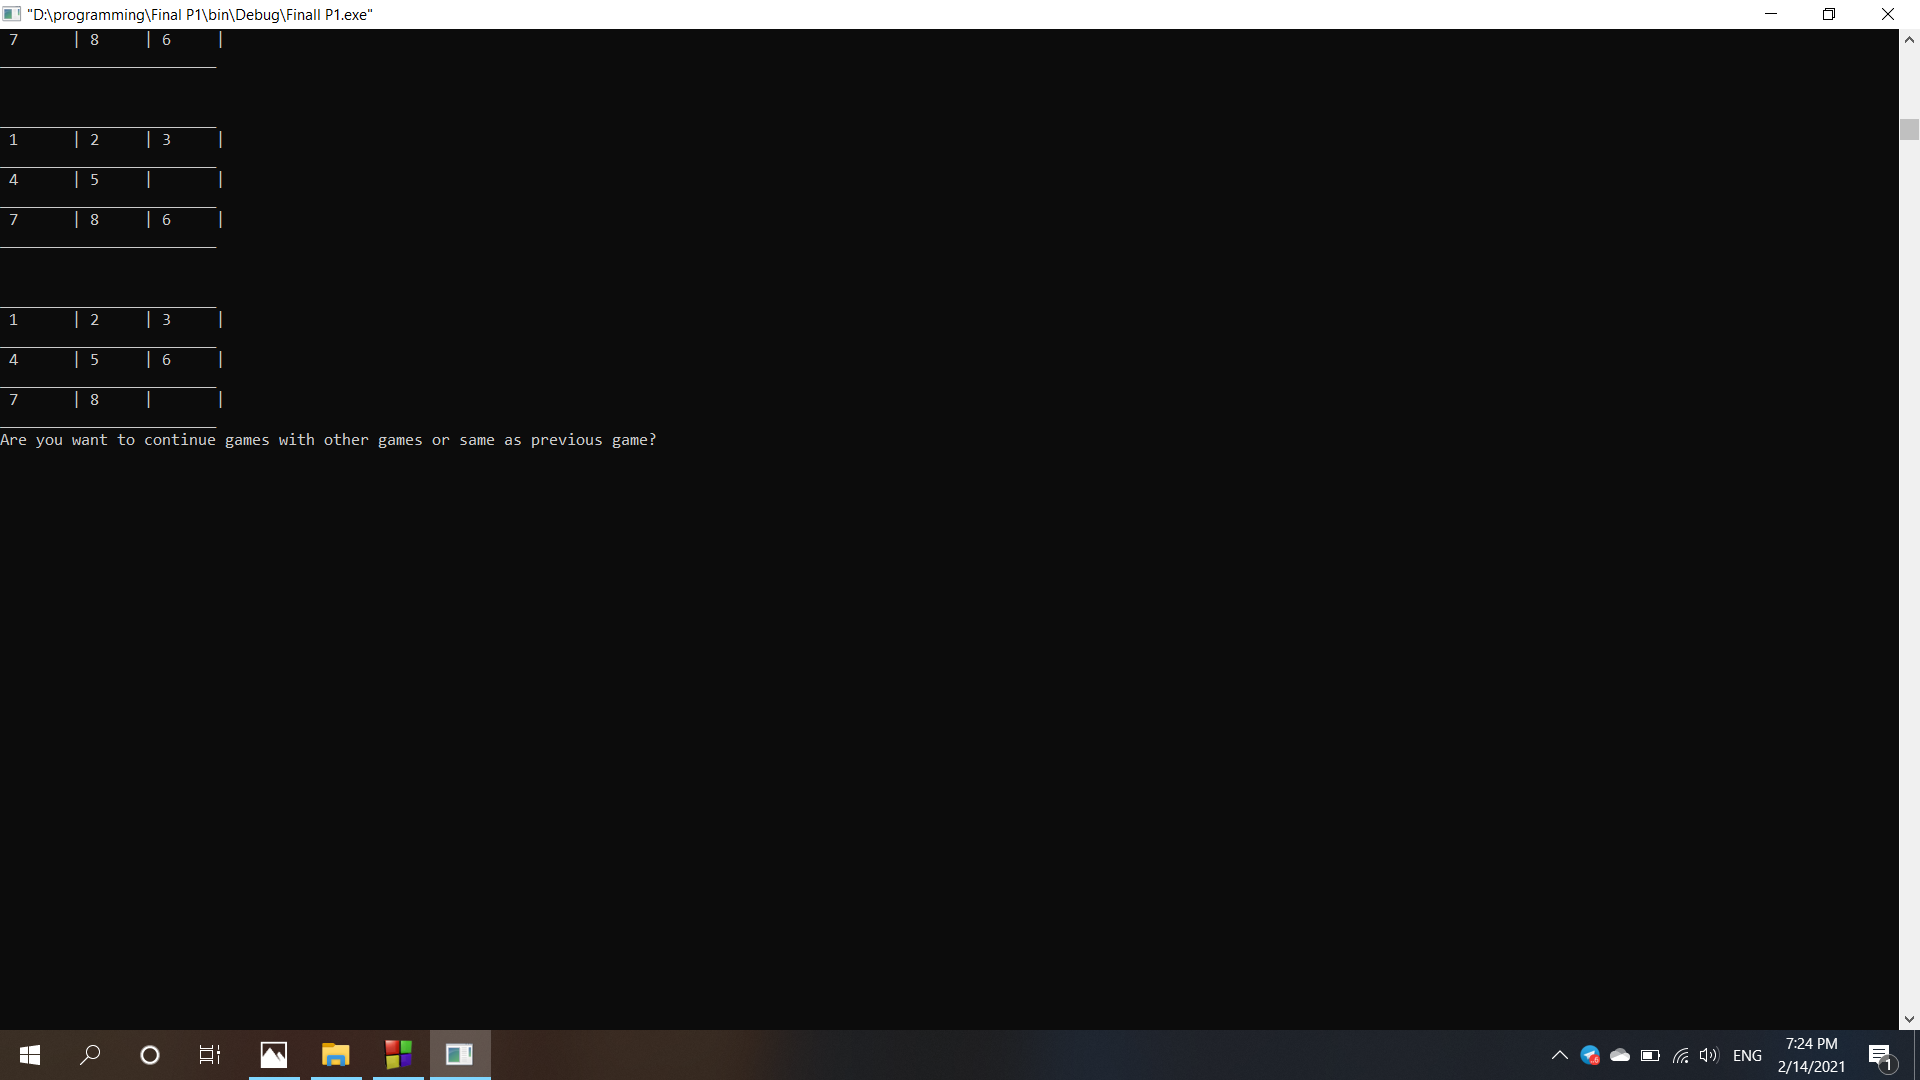 "D:\programming\Final P1\bin\Debug\Finall P1.exe"
7 | 8 | 6 |
1 | 2 | 3 |
4 | 5 | |
7 | 8 | 6 |
1 | 2 | 3 |
4 | 5 | 6 |
7 | 8 | |
Are you want to continue games with other games or same as previous game?
ENG
7:24 PM
2/14/2021
1